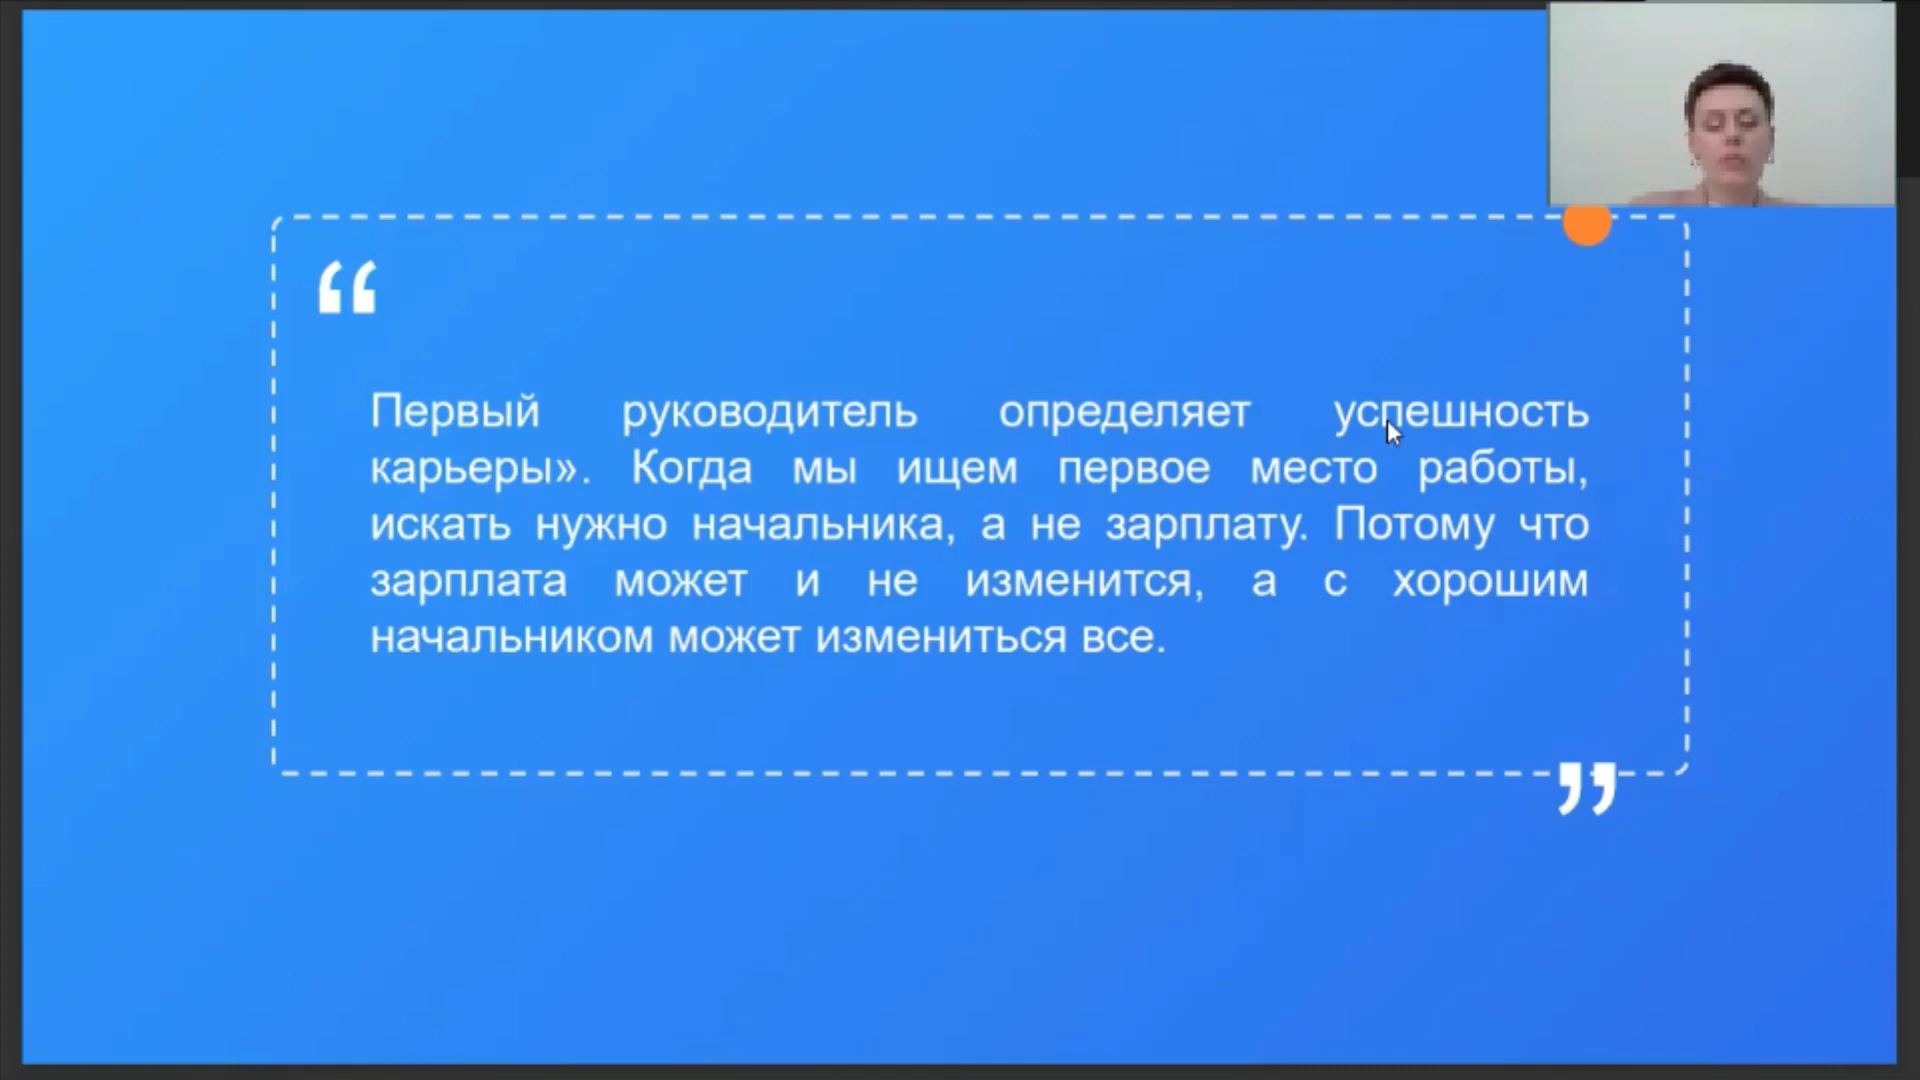 “
Первый руководитель определяет успешность
карьеры». Когда мы ищем первое место работы,
искать нужно начальника, а не зарплату. Потому что
зарплата может и не изменится, а с хорошим
начальником может измениться все.
”